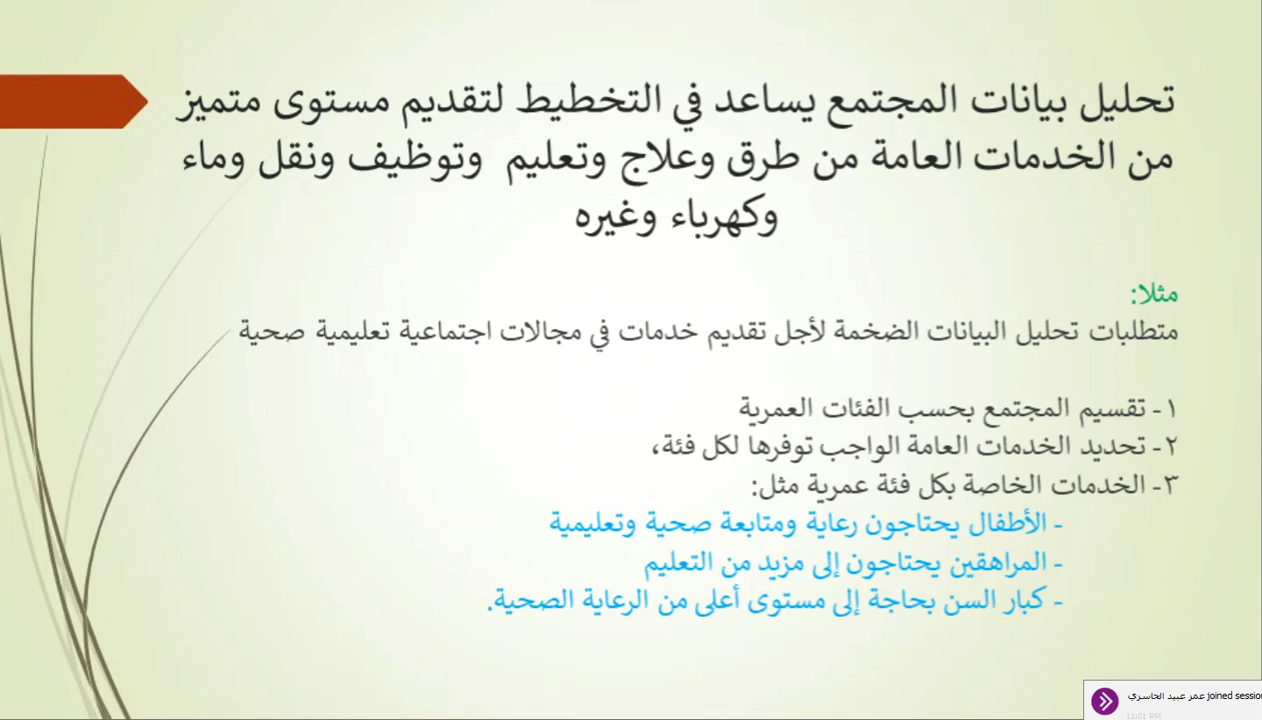 تحليل بيانات المجتمع يساعد في التخطيط لتقديم مستوى متميز
من الخدمات العامة من طرق وعلاج وتعليم وتوظيف ونقل وماء
وكهرباء وغيره
مثلا:
متطلبات تحليل البيانات الضخمة لأجل تقديم خدمات في مجالات اجتماعية تعليمية صحية
١- تقسيم المجتمع بحسب الفئات العمرية
٢- تحديد الخدمات العامة الواجب توفرها لكل فئة،
٣- الخدمات الخاصة بكل فئة عمرية مثل:
- الأطفال يحتاجون رعاية ومتابعة صحية وتعليمية
- المراهقين يحتاجون إلى مزيد من التعليم
- كبار السن بحاجة إلى مستوى أعلى من الرعاية الصحية.
عمر عبيد الجاسري joined session
11:01 PM